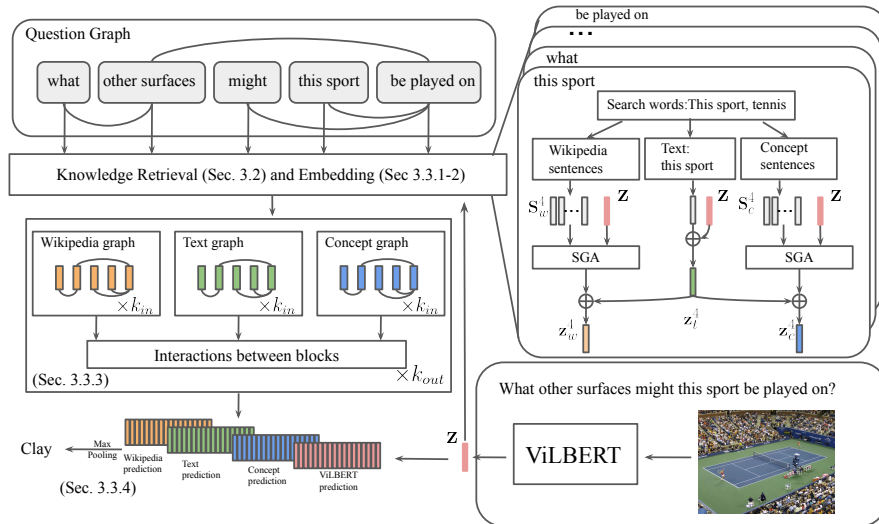 Question Graph
what
other surfaces
might
this sport
be played on
Knowledge Retrieval (Sec. 3.2) and Embedding (Sec 3.3.1-2)
Wikipedia graph
×k_in
Text graph
×k_in
Concept graph
×k_in
Interactions between blocks
×k_out
(Sec. 3.3.3)
Clay
Max
Pooling
Wikipedia
prediction
Text
prediction
Concept
prediction
ViLBERT
prediction
(Sec. 3.3.4)
Z
be played on
...
what
this sport
Search words:This sport, tennis
Wikipedia
sentences
Text:
this sport
Concept
sentences
S_w^4
...
Z
Z
S_c^4
...
Z
SGA
SGA
z_w^4
z_t^4
z_c^4
What other surfaces might this sport be played on?
ViLBERT